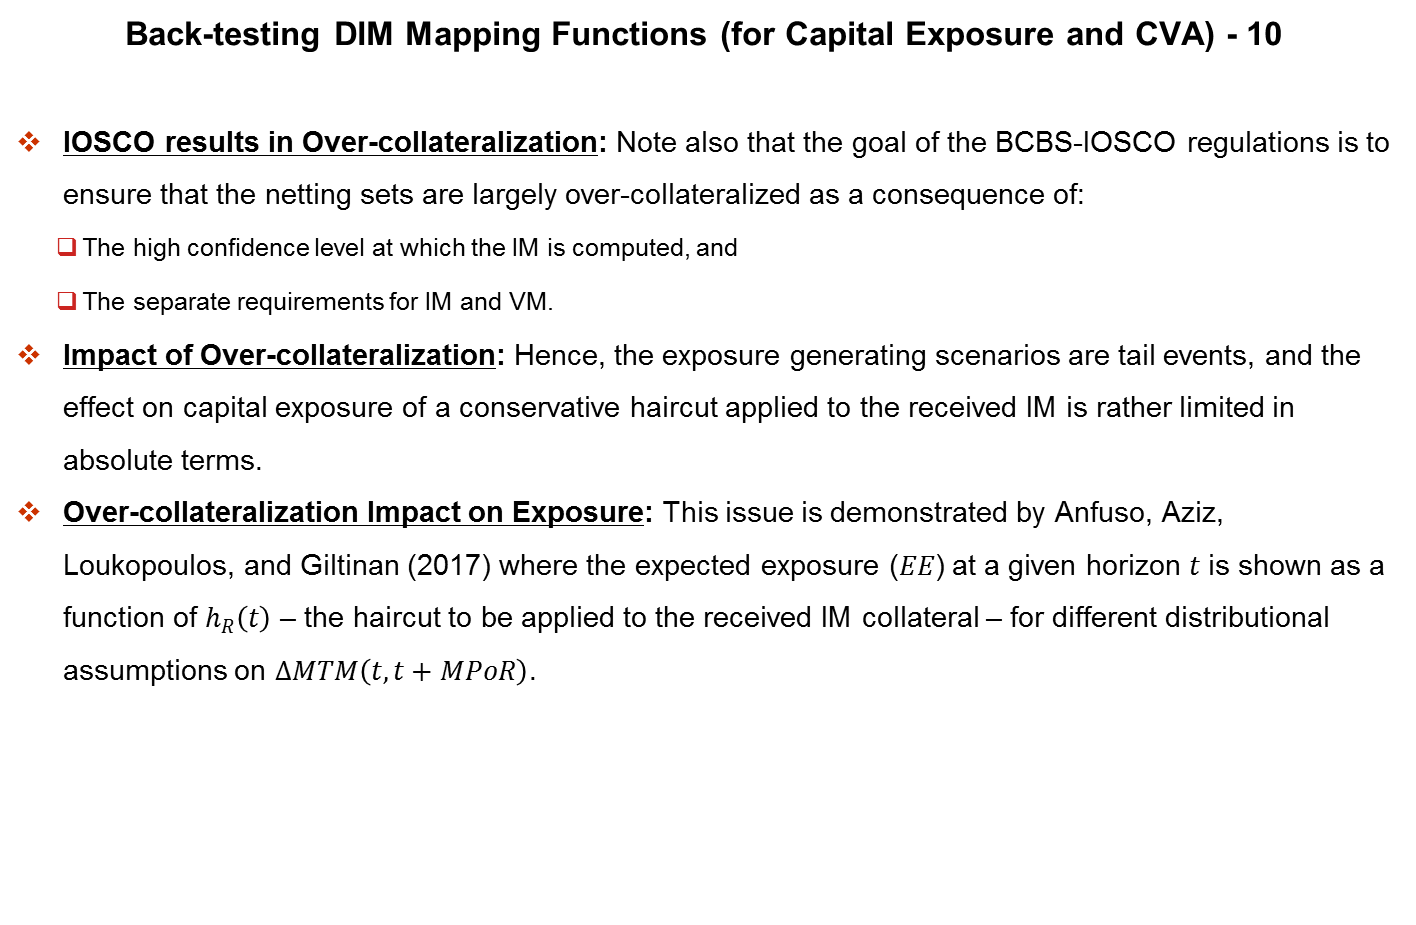 Back-testing DIM Mapping Functions (for Capital Exposure and CVA) - 10
❖ IOSCO results in Over-collateralization: Note also that the goal of the BCBS-IOSCO regulations is to
ensure that the netting sets are largely over-collateralized as a consequence of:
❑ The high confidence level at which the IM is computed, and
❑ The separate requirements for IM and VM.
❖ Impact of Over-collateralization: Hence, the exposure generating scenarios are tail events, and the
effect on capital exposure of a conservative haircut applied to the received IM is rather limited in
absolute terms.
❖ Over-collateralization Impact on Exposure: This issue is demonstrated by Anfuso, Aziz,
Loukopoulos, and Giltinan (2017) where the expected exposure (𝐸𝐸) at a given horizon 𝑡 is shown as a
function of ℎ_𝑅(𝑡) – the haircut to be applied to the received IM collateral – for different distributional
assumptions on Δ𝑀𝑇𝑀(𝑡, 𝑡 + 𝑀𝑃𝑜𝑅).